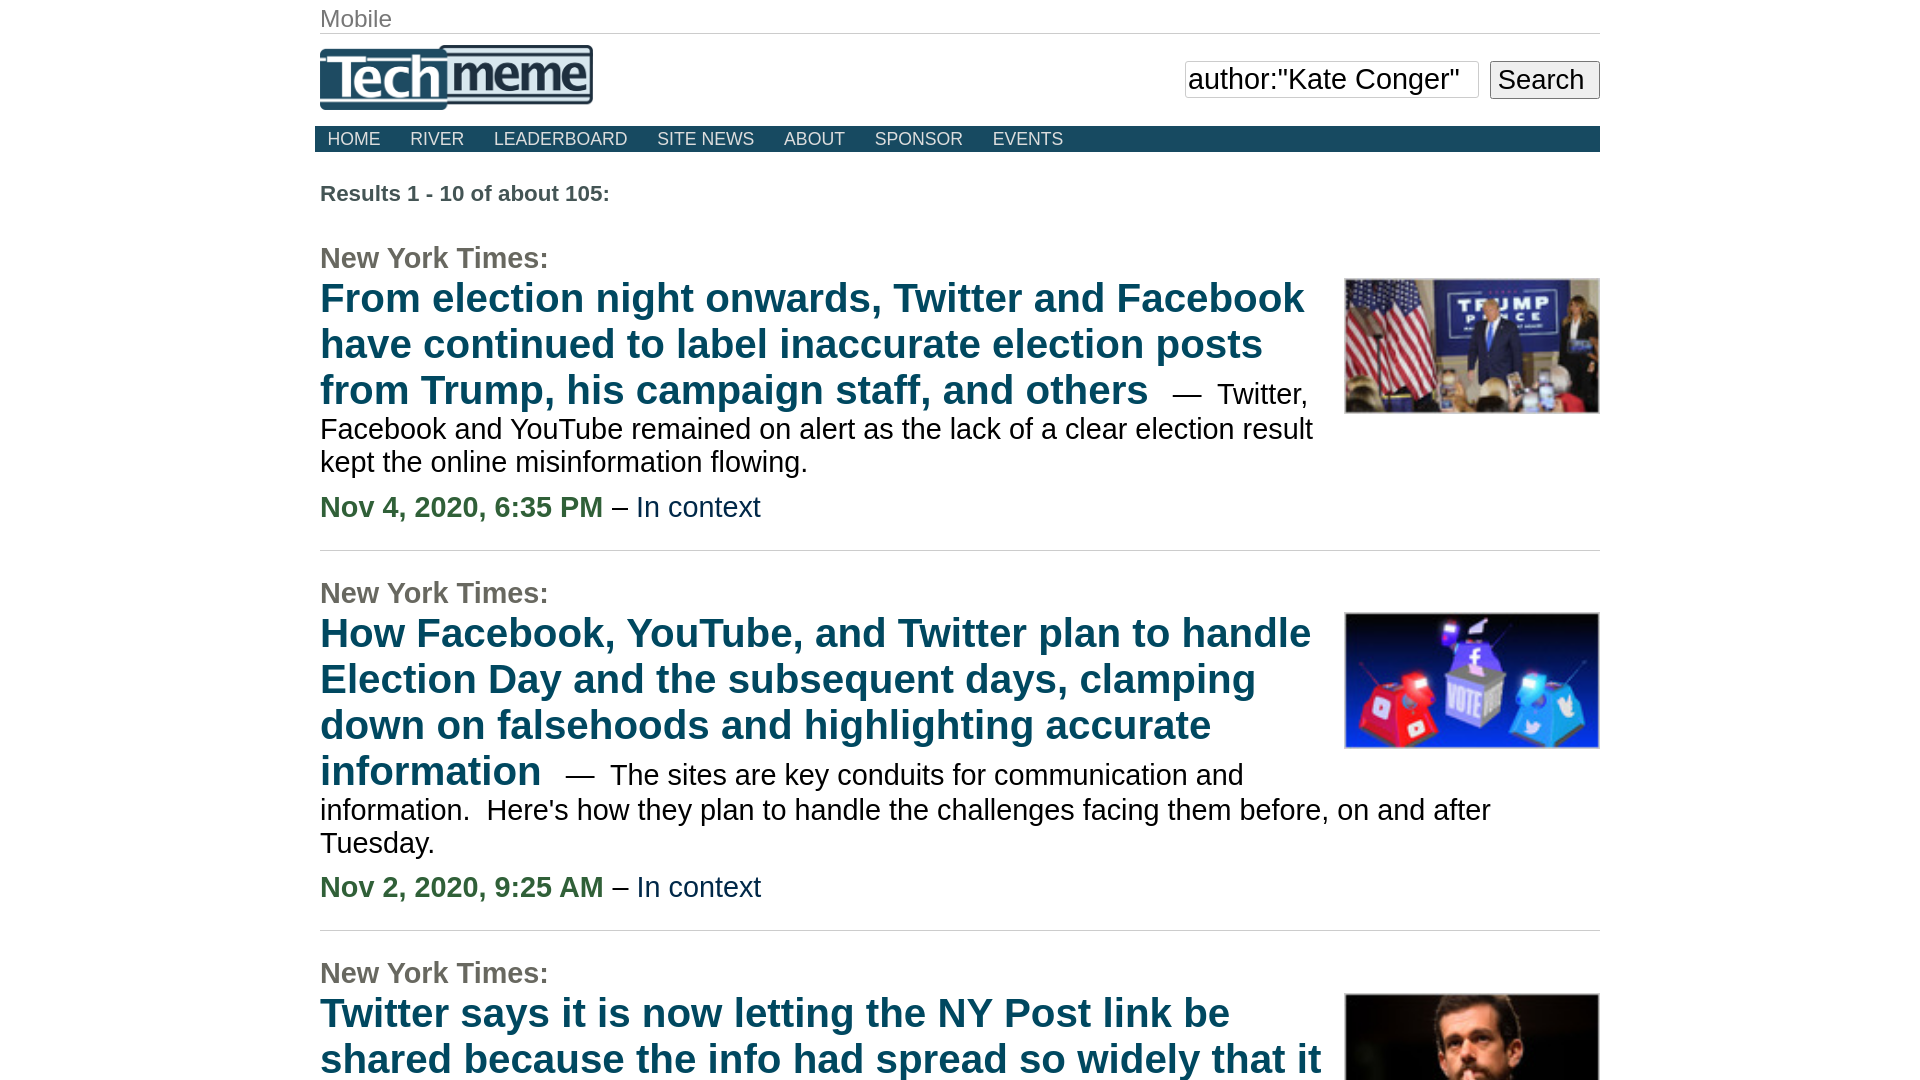 Mobile
Techmeme
author:"Kate Conger"
Search
HOME RIVER LEADERBOARD SITE NEWS ABOUT SPONSOR EVENTS
Results 1 - 10 of about 105:
New York Times:
From election night onwards, Twitter and Facebook
have continued to label inaccurate election posts
from Trump, his campaign staff, and others — Twitter,
Facebook and YouTube remained on alert as the lack of a clear election result
kept the online misinformation flowing.
TRUMP
PENCE
Nov 4, 2020, 6:35 PM – In context
New York Times:
How Facebook, YouTube, and Twitter plan to handle
Election Day and the subsequent days, clamping
down on falsehoods and highlighting accurate
information — The sites are key conduits for communication and
information. Here's how they plan to handle the challenges facing them before, on and after
Tuesday.
VOTE
Nov 2, 2020, 9:25 AM – In context
New York Times:
Twitter says it is now letting the NY Post link be
shared because the info had spread so widely that it